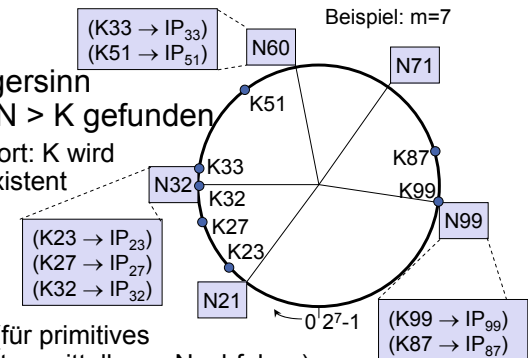 Beispiel: m=7
(K33 → IP33)
(K51 → IP51)
N60
N71
gersinn
N > K gefunden
ort: K wird
xistent
K51
K33
K32
K27
K23
K87
K99
N32
N99
N21
(K23 → IP23)
(K27 → IP27)
(K32 → IP32)
0 2⁷-1
(K99 → IP99)
(K87 → IP87)
(für primitives